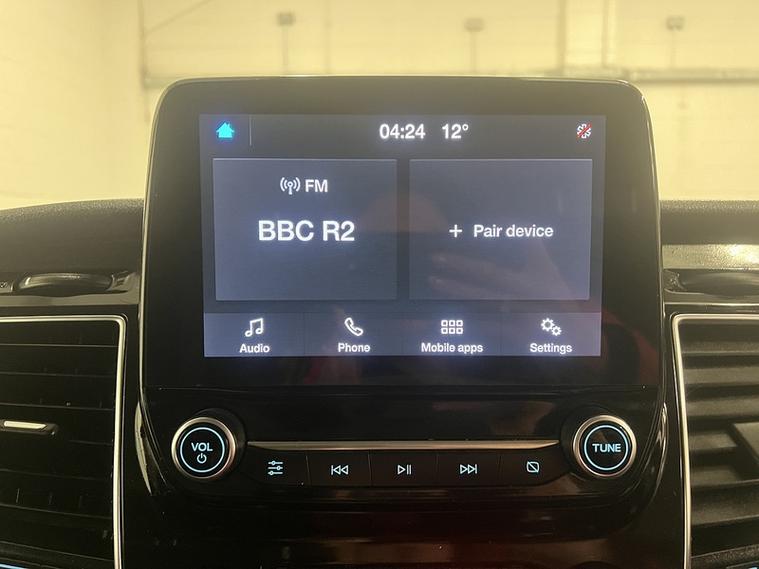 04:24 12°
FM
BBC R2
+ Pair device
Audio
Phone
Mobile apps
Settings
VOL
TUNE